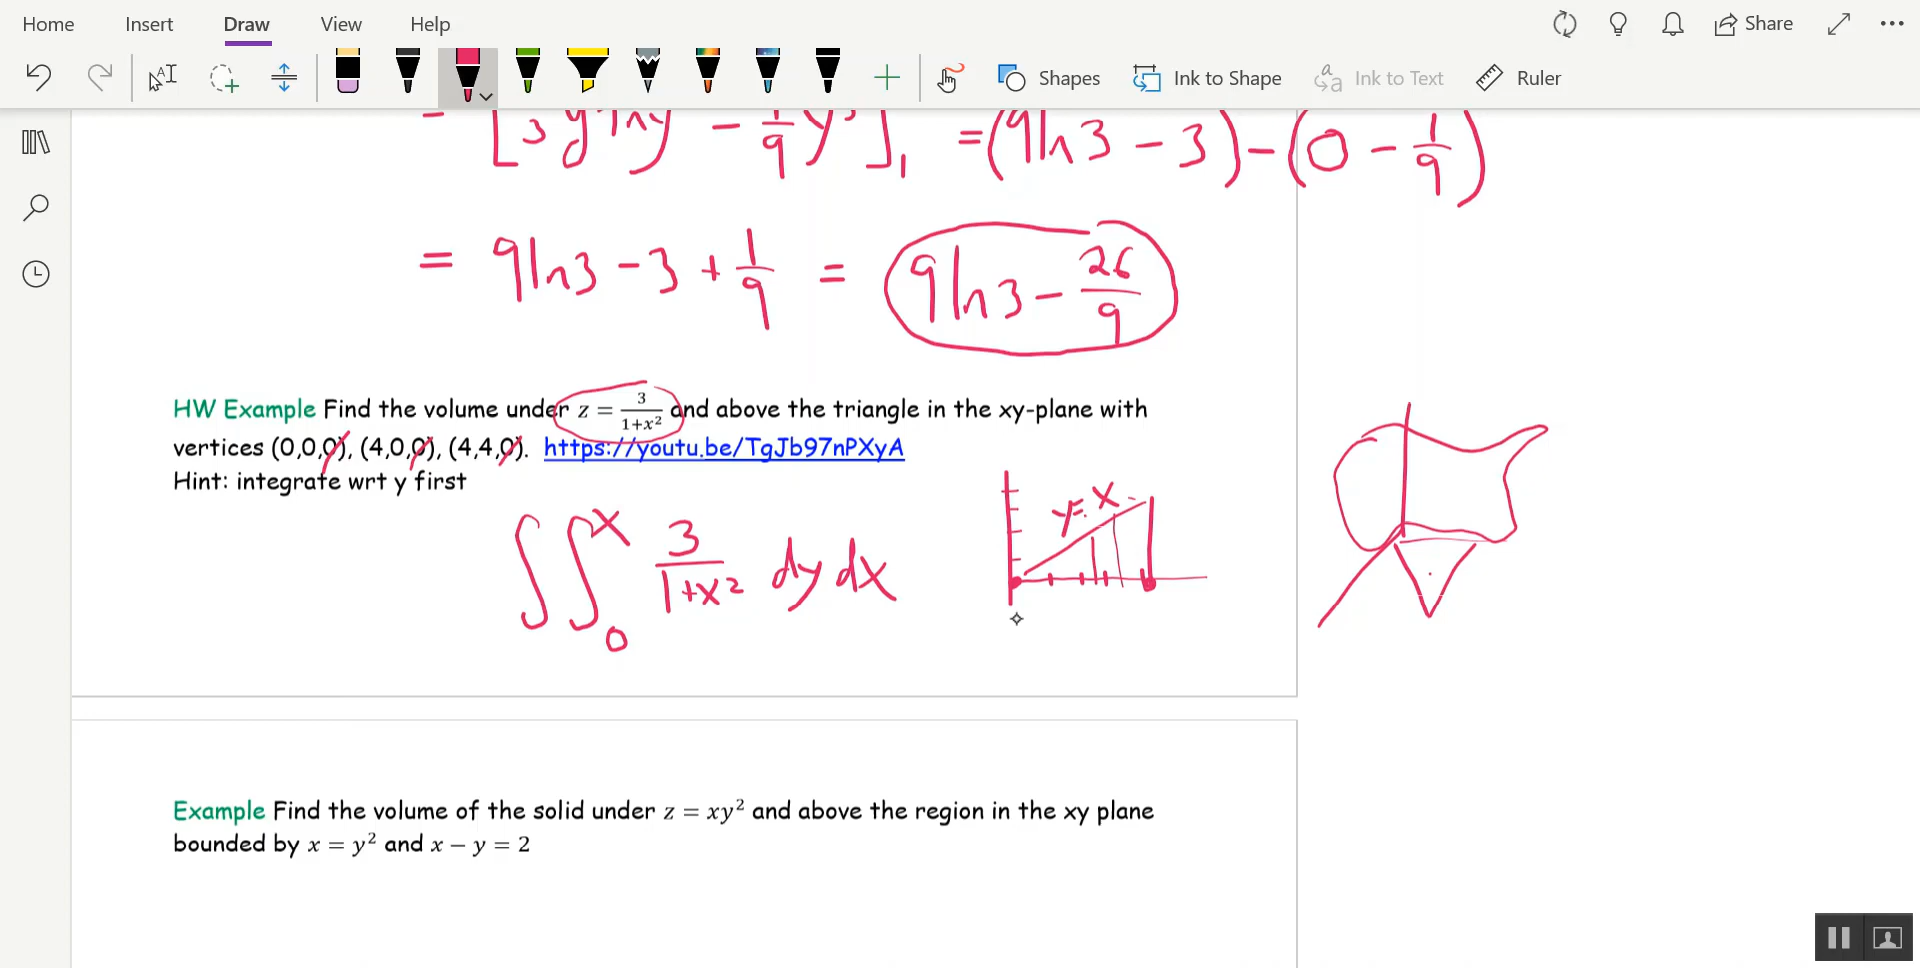 Home Insert Draw View Help Share
Shapes Ink to Shape Ink to Text Ruler
= (9ln3 - 3) - (0 - 1/9)
= 9ln3 - 3 + 1/9 = 9ln3 - 26/9
HW Example Find the volume under z = 3/(1+x²) and above the triangle in the xy-plane with
vertices (0,0,0), (4,0,0), (4,4,0). https://youtu.be/TgJb97nPXyA
Hint: integrate wrt y first
∫∫₀ˣ 3/(1+x²) dy dx
y=x
Example Find the volume of the solid under z = xy² and above the region in the xy plane
bounded by x = y² and x − y = 2